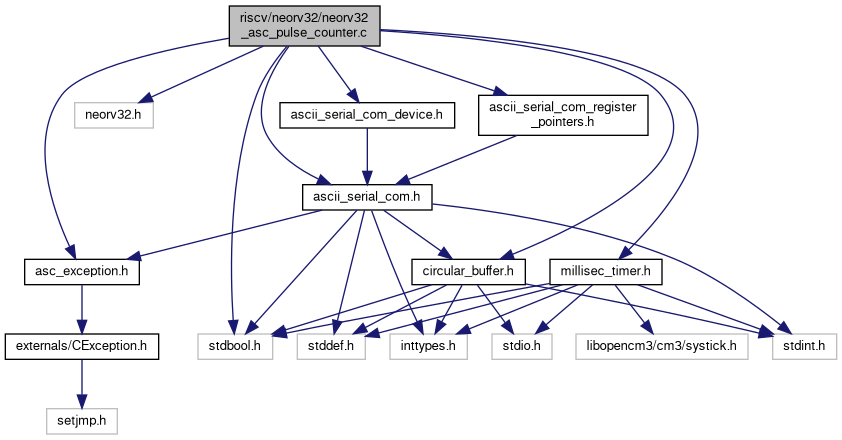 riscv/neorv32/neorv32
_asc_pulse_counter.c
neorv32.h
ascii_serial_com_device.h
ascii_serial_com_register
_pointers.h
ascii_serial_com.h
asc_exception.h
circular_buffer.h
millisec_timer.h
externals/CException.h
stdbool.h
stddef.h
inttypes.h
stdio.h
libopencm3/cm3/systick.h
stdint.h
setjmp.h